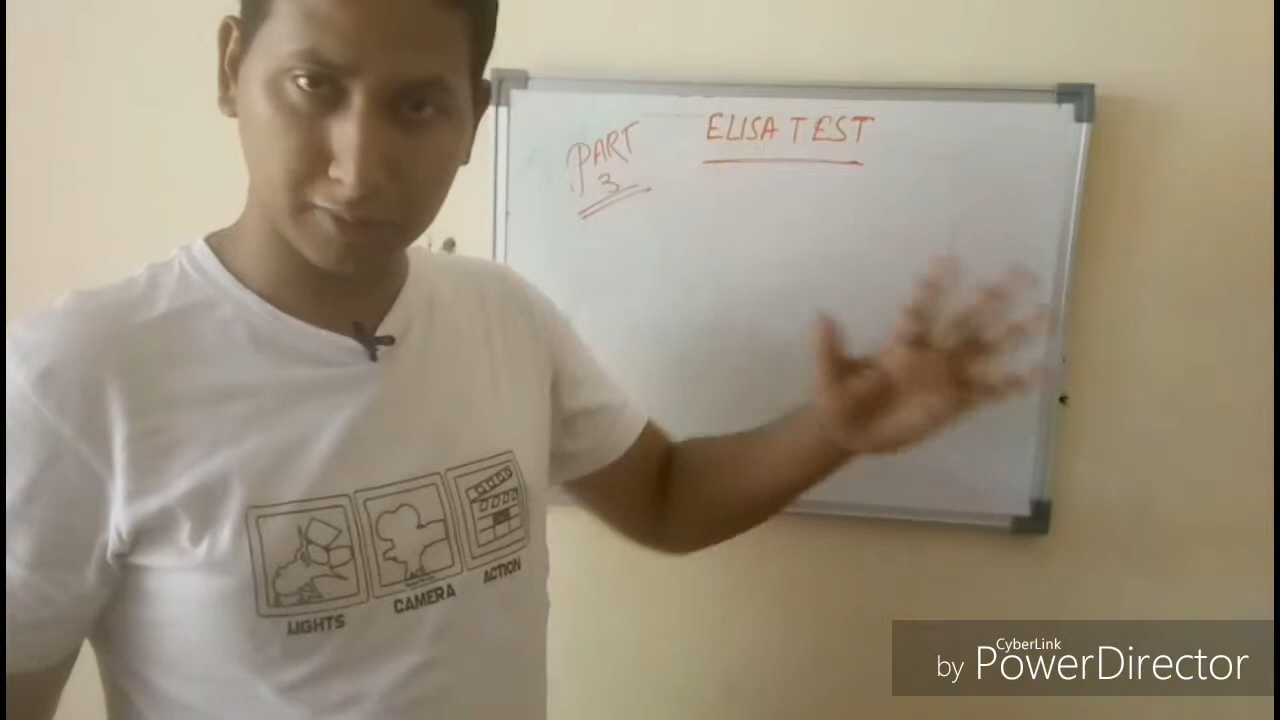 ELISA TEST
PART
3
LIGHTS
CAMERA
ACTION
CyberLink
by PowerDirector